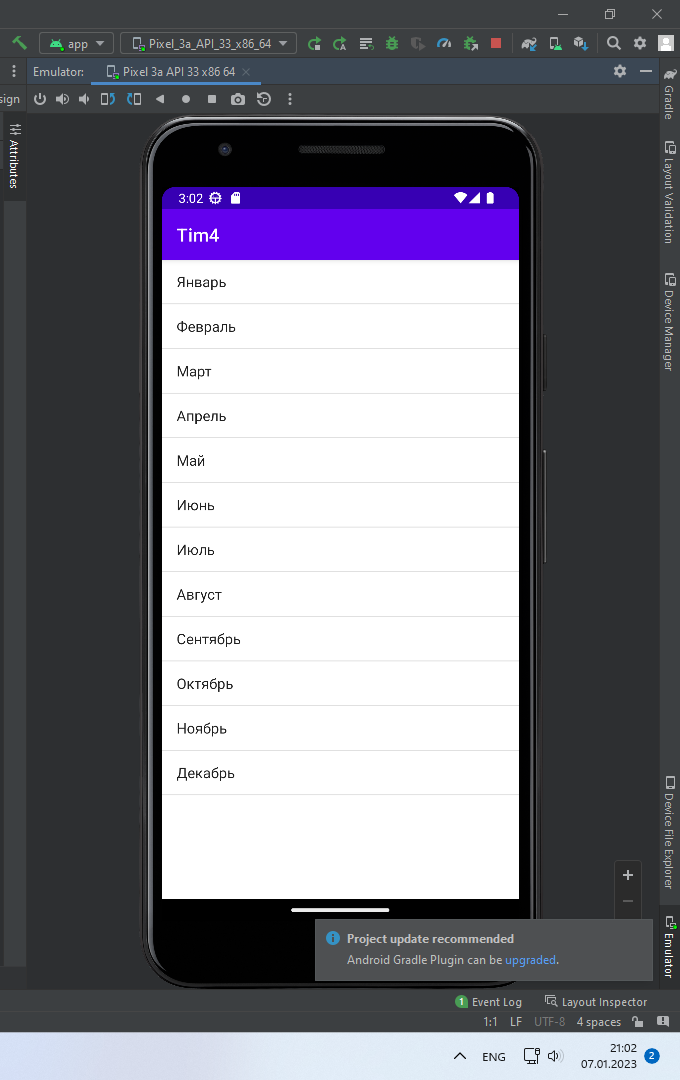 app
Pixel_3a_API_33_x86_64
Emulator:
Pixel 3a API 33 x86 64
sign
Attributes
Gradle
Layout Validation
Device Manager
3:02
Tim4
Январь
Февраль
Март
Апрель
Май
Июнь
Июль
Август
Сентябрь
Октябрь
Ноябрь
Декабрь
Device File Explorer
Emulator
Project update recommended
Android Gradle Plugin can be upgraded.
1 Event Log
Layout Inspector
1:1 LF UTF-8 4 spaces
ENG
21:02
07.01.2023
2